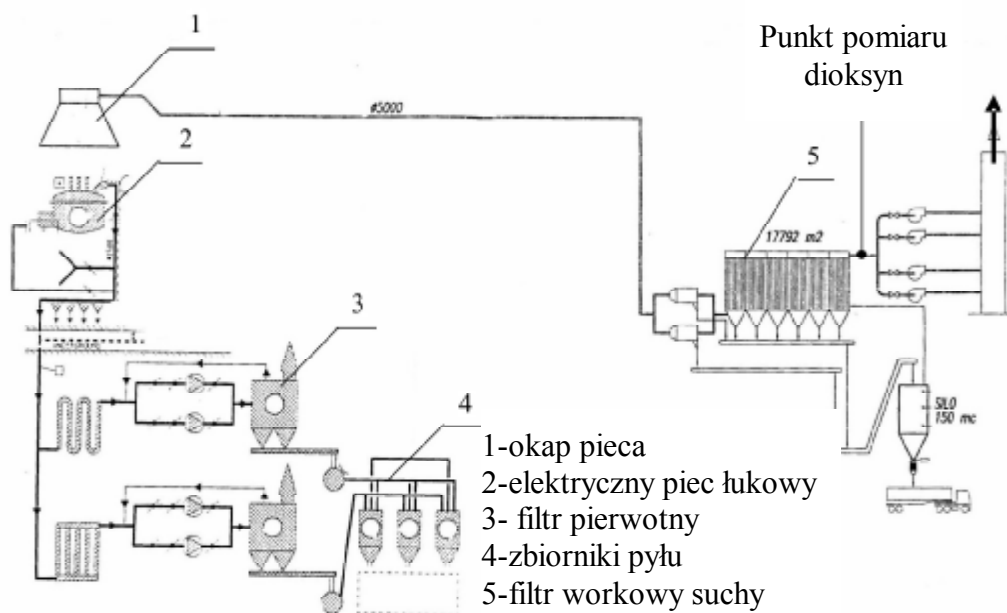 1
Punkt pomiaru
dioksyn
ø5000
2
5
17792 m2
3
4
SILO
150 mc
1-okap pieca
2-elektryczny piec łukowy
3- filtr pierwotny
4-zbiorniki pyłu
5-filtr workowy suchy